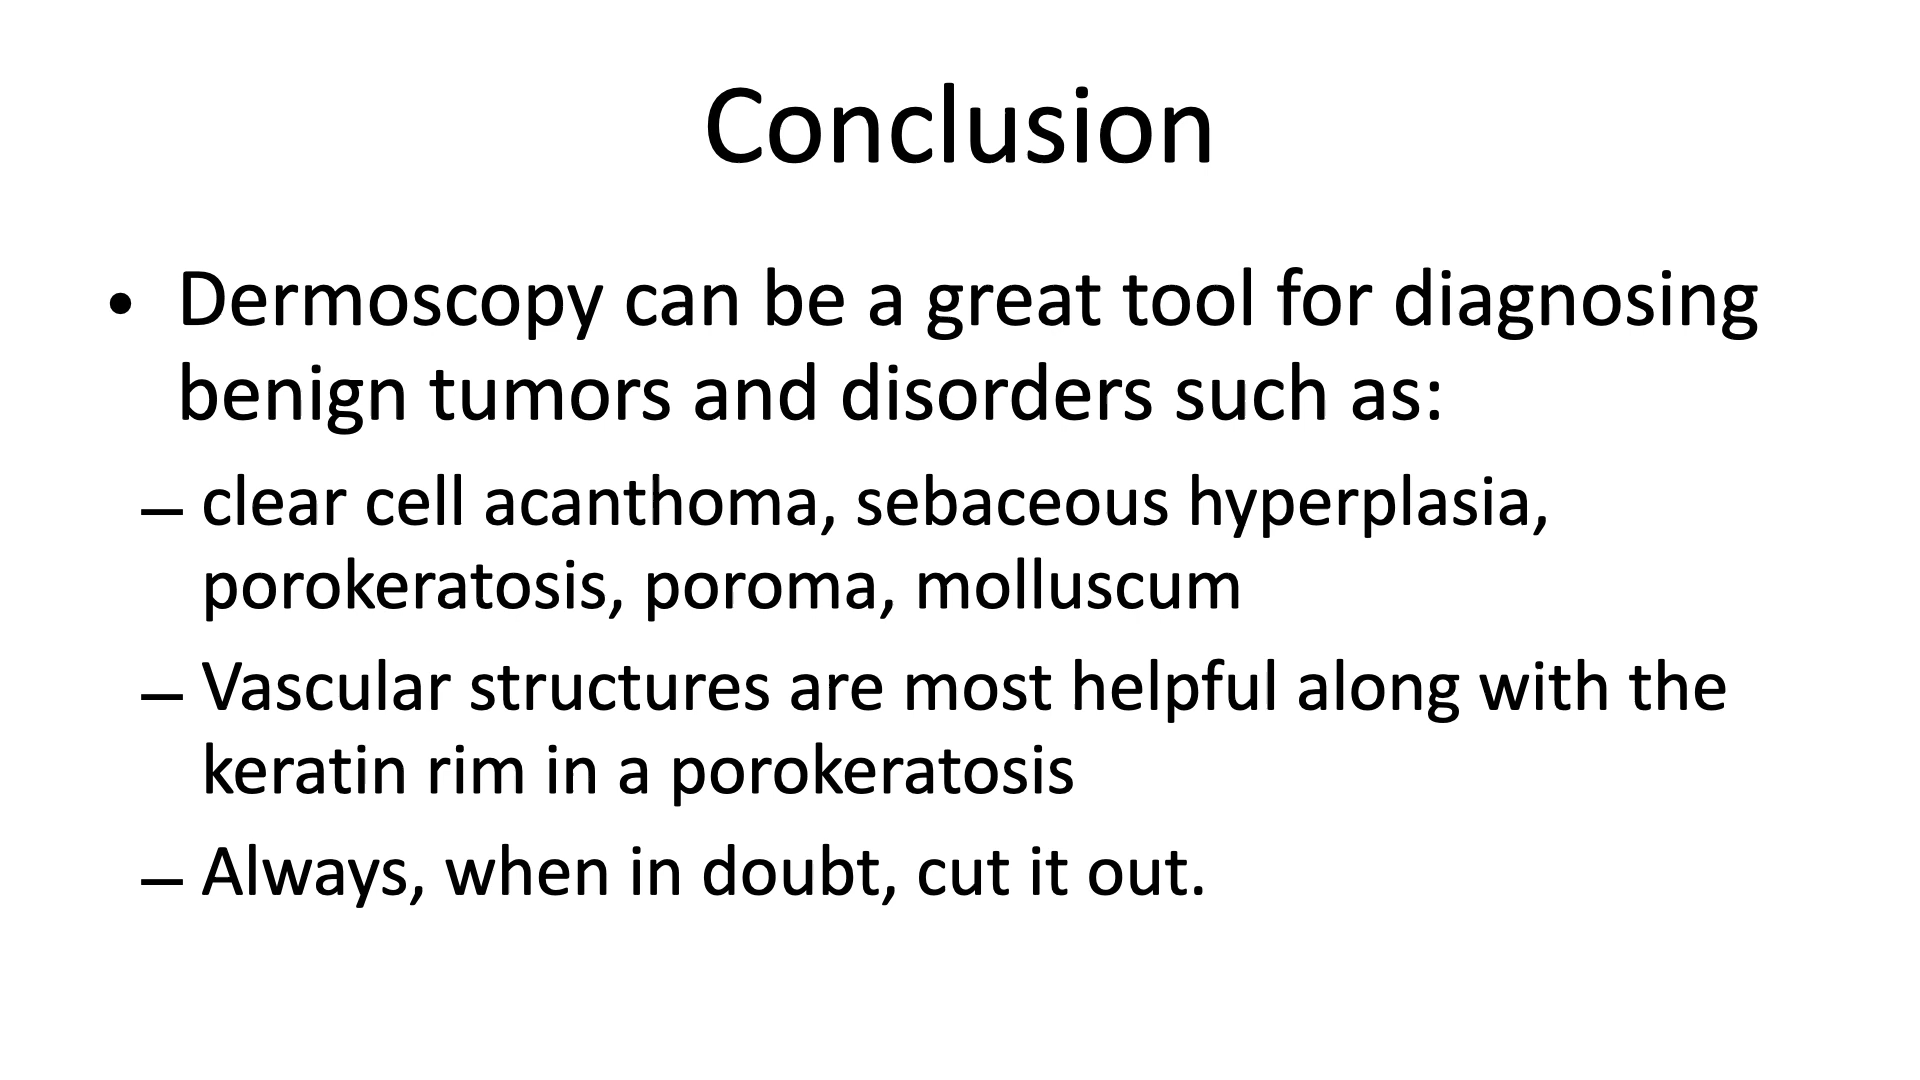 Conclusion
• Dermoscopy can be a great tool for diagnosing
benign tumors and disorders such as:
– clear cell acanthoma, sebaceous hyperplasia,
porokeratosis, poroma, molluscum
– Vascular structures are most helpful along with the
keratin rim in a porokeratosis
– Always, when in doubt, cut it out.